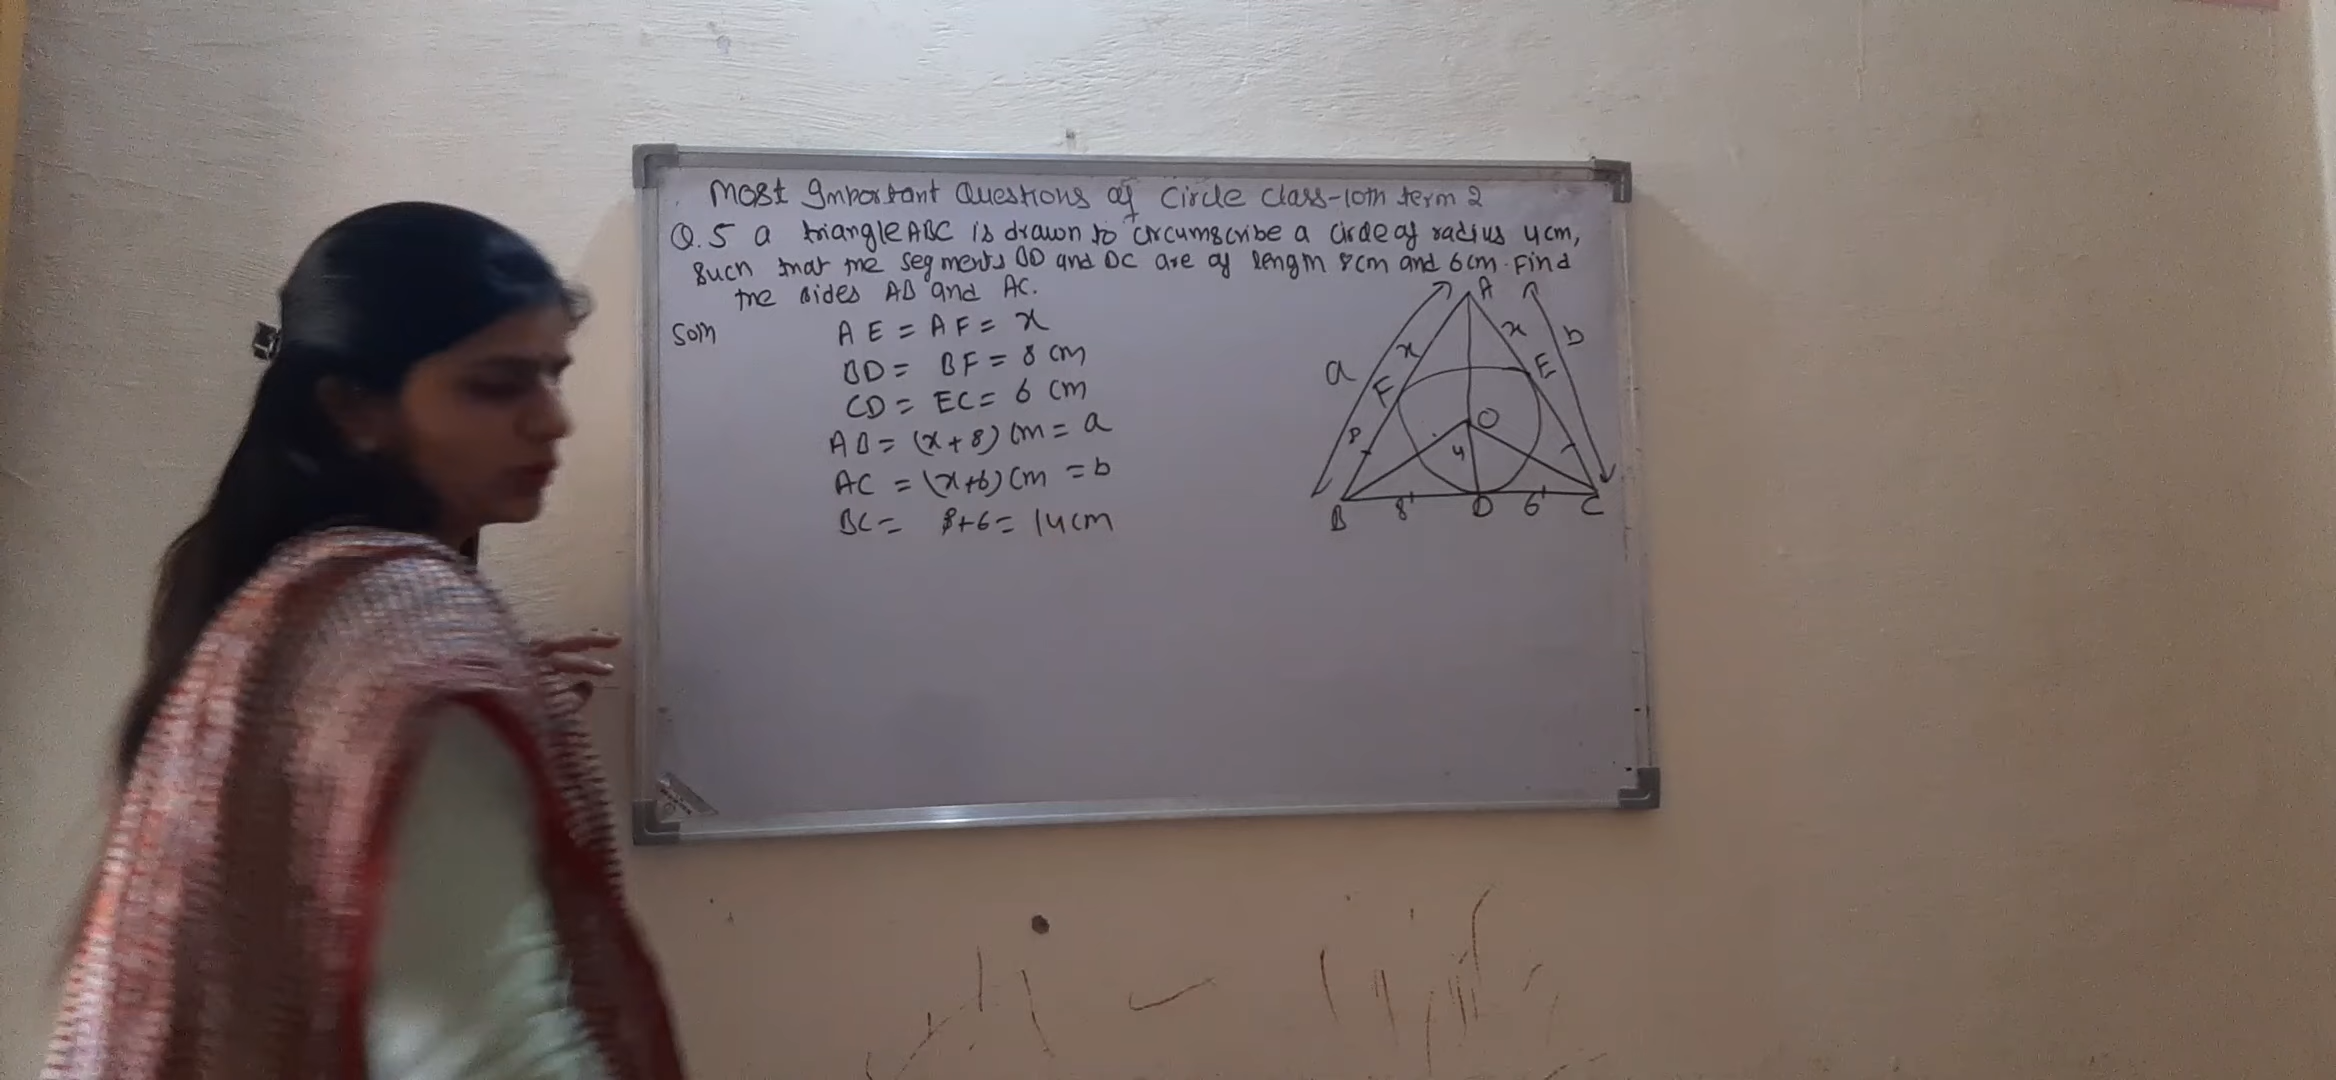 Most Important Questions of Circle Class-10th term 2
Q.5 a triangle ABC is drawn to circumscribe a circle of radius 4cm,
such that the segments BD and DC are of length 8cm and 6cm. Find
the sides AB and AC.
Soln
AE = AF = x
BD = BF = 8 cm
CD = EC = 6 cm
AB = (x+8) cm = a
AC = (x+6) cm = b
BC = 8+6 = 14cm
A
a
x
x
b
F
E
O
8
4
B
8
D
6
C